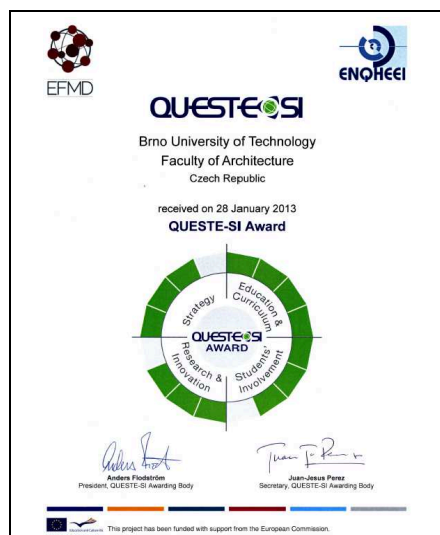 EFMD
ENQHEEI
QUESTE SI
Brno University of Technology
Faculty of Architecture
Czech Republic
received on 28 January 2013
QUESTE-SI Award
Strategy
Education &
Curriculum
QUESTE SI
AWARD
Research &
Innovation
Students'
Involvement
Anders Flodström
President, QUESTE-SI Awarding Body
Juan-Jesus Perez
Secretary, QUESTE-SI Awarding Body
This project has been funded with support from the European Commission.